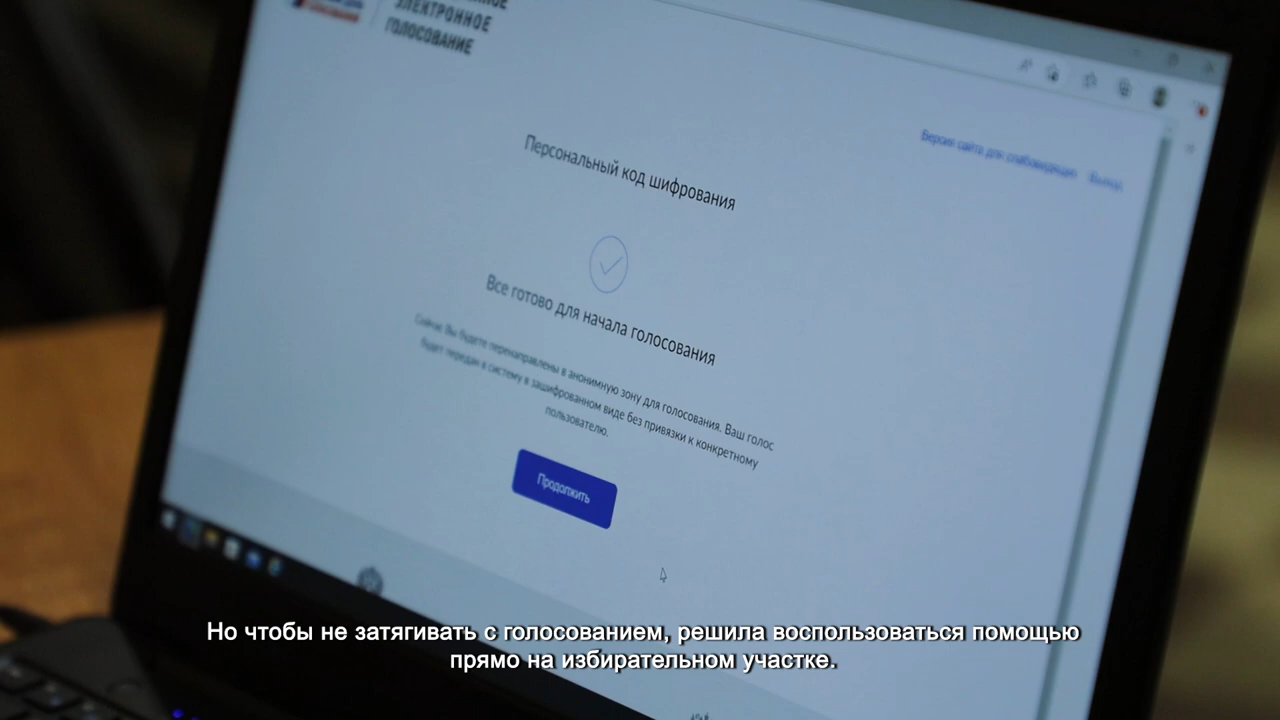 ЭЛЕКТРОННОЕ
ГОЛОСОВАНИЕ
Версия сайта для слабовидящих Выход
Персональный код шифрования
Все готово для начала голосования
Сейчас Вы будете перенаправлены в анонимную зону для голосования. Ваш голос
будет передан в систему в зашифрованном виде без привязки к конкретному
пользователю.
Продолжить
Но чтобы не затягивать с голосованием, решила воспользоваться помощью
прямо на избирательном участке.